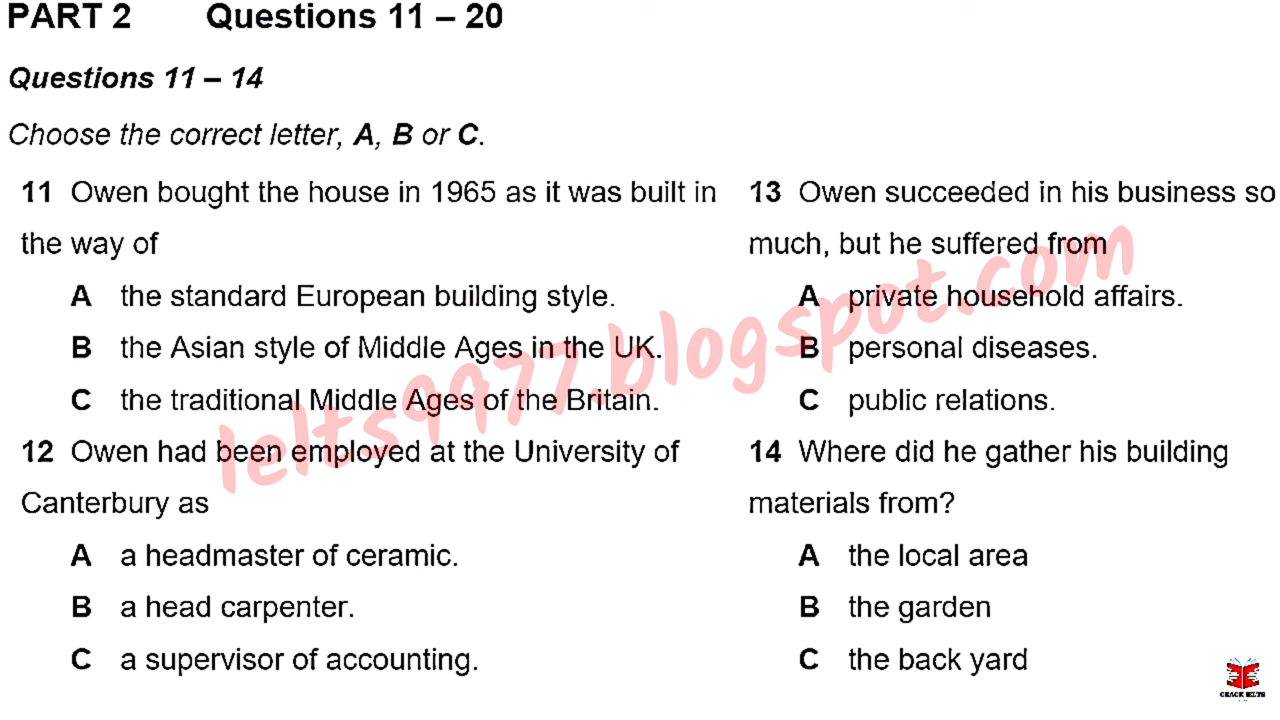 PART 2 Questions 11 – 20
Questions 11 – 14
Choose the correct letter, A, B or C.
11 Owen bought the house in 1965 as it was built in
the way of
A the standard European building style.
B the Asian style of Middle Ages in the UK.
C the traditional Middle Ages of the Britain.
12 Owen had been employed at the University of
Canterbury as
A a headmaster of ceramic.
B a head carpenter.
C a supervisor of accounting.
13 Owen succeeded in his business so
much, but he suffered from
A private household affairs.
B personal diseases.
C public relations.
14 Where did he gather his building
materials from?
A the local area
B the garden
C the back yard
Ielts9977.blogspot.com
CRACK IELTS